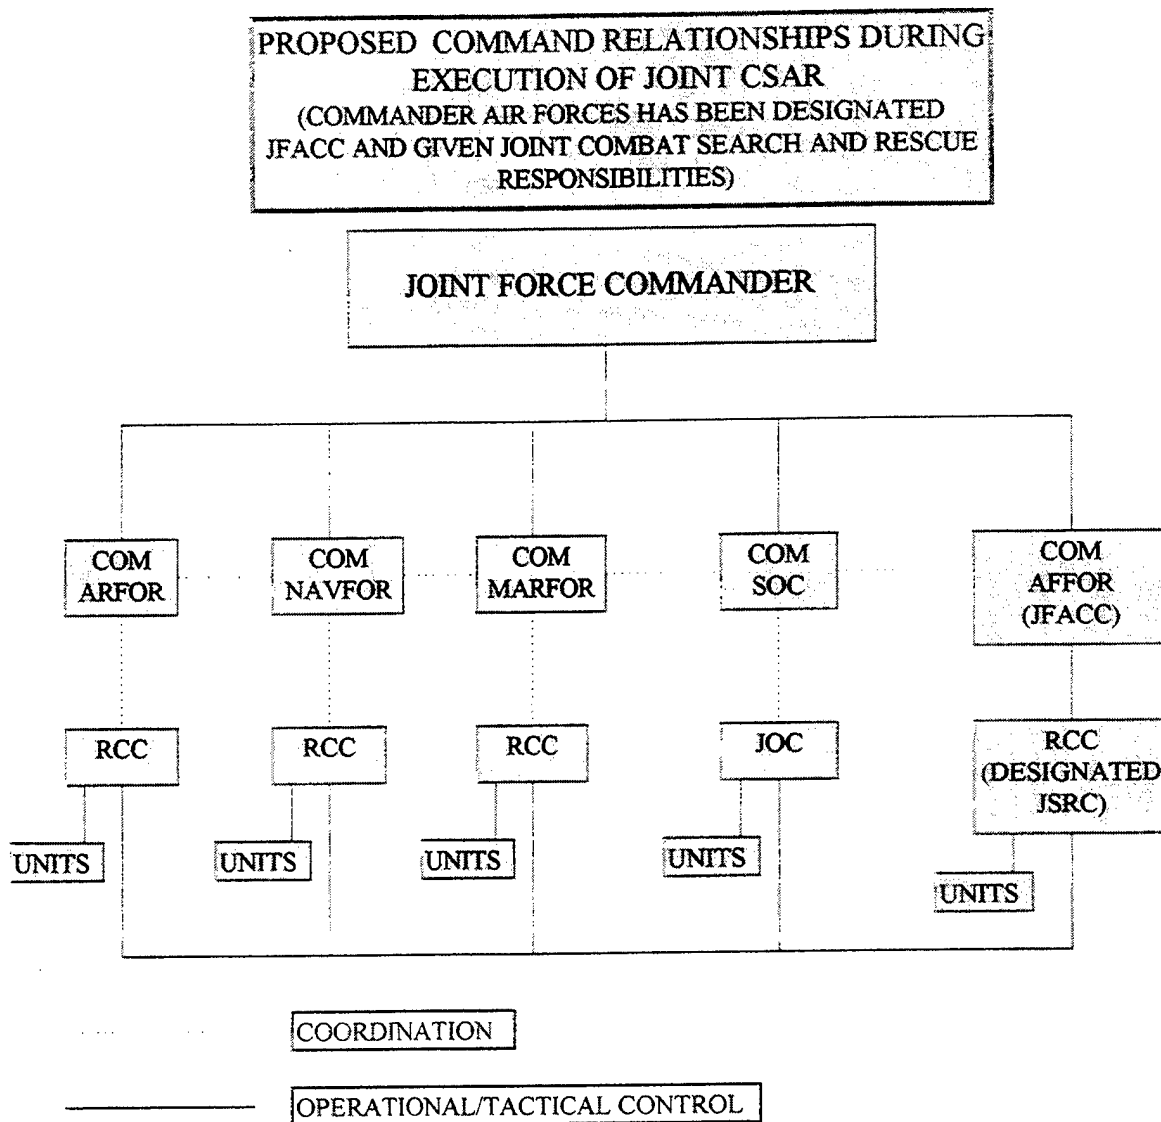 PROPOSED COMMAND RELATIONSHIPS DURING
EXECUTION OF JOINT CSAR
(COMMANDER AIR FORCES HAS BEEN DESIGNATED
JFACC AND GIVEN JOINT COMBAT SEARCH AND RESCUE
RESPONSIBILITIES)
JOINT FORCE COMMANDER
COM
ARFOR
COM
NAVFOR
COM
MARFOR
COM
SOC
COM
AFFOR
(JFACC)
RCC
RCC
RCC
JOC
RCC
(DESIGNATED
JSRC)
UNITS
UNITS
UNITS
UNITS
UNITS
COORDINATION
OPERATIONAL/TACTICAL CONTROL